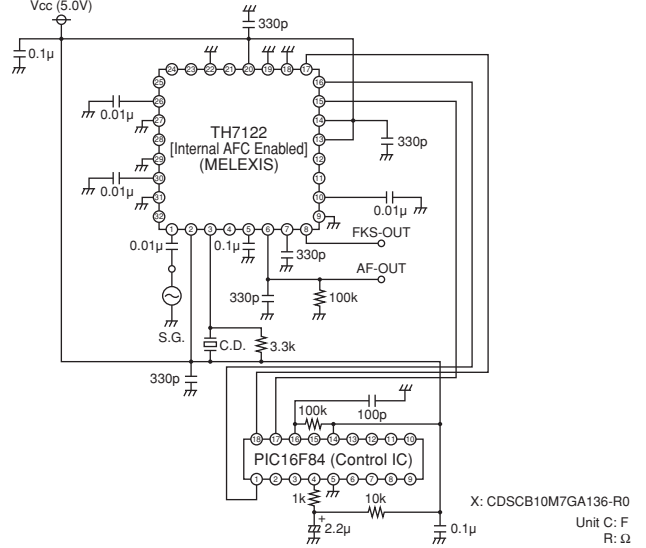 Vcc (5.0V)
330p
0.1µ
24 23 22 21 20 19 18 17
25 16
26 15
0.01µ
27 14
28 13
TH7122
[Internal AFC Enabled]
(MELEXIS)
330p
29 12
30 11
0.01µ
31 10
0.01µ
32 9
1 2 3 4 5 6 7 8
FKS-OUT
0.01µ
0.1µ
330p
AF-OUT
330p
100k
S.G.
C.D.
3.3k
330p
100k
100p
18 17 16 15 14 13 12 11 10
PIC16F84 (Control IC)
1 2 3 4 5 6 7 8 9
1k
10k
+
2.2µ
0.1µ
X: CDSCB10M7GA136-R0
Unit C: F
R: Ω